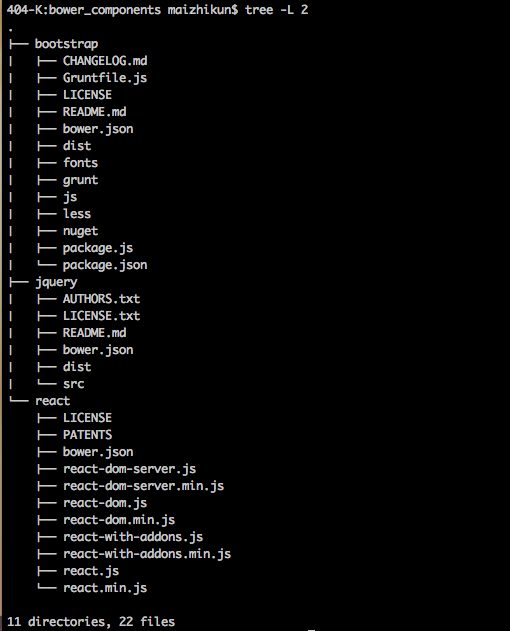 404-K:bower_components maizhikun$ tree -L 2
.
├── bootstrap
│   ├── CHANGELOG.md
│   ├── Gruntfile.js
│   ├── LICENSE
│   ├── README.md
│   ├── bower.json
│   ├── dist
│   ├── fonts
│   ├── grunt
│   ├── js
│   ├── less
│   ├── nuget
│   ├── package.js
│   └── package.json
├── jquery
│   ├── AUTHORS.txt
│   ├── LICENSE.txt
│   ├── README.md
│   ├── bower.json
│   ├── dist
│   └── src
└── react
    ├── LICENSE
    ├── PATENTS
    ├── bower.json
    ├── react-dom-server.js
    ├── react-dom-server.min.js
    ├── react-dom.js
    ├── react-dom.min.js
    ├── react-with-addons.js
    ├── react-with-addons.min.js
    ├── react.js
    └── react.min.js
11 directories, 22 files